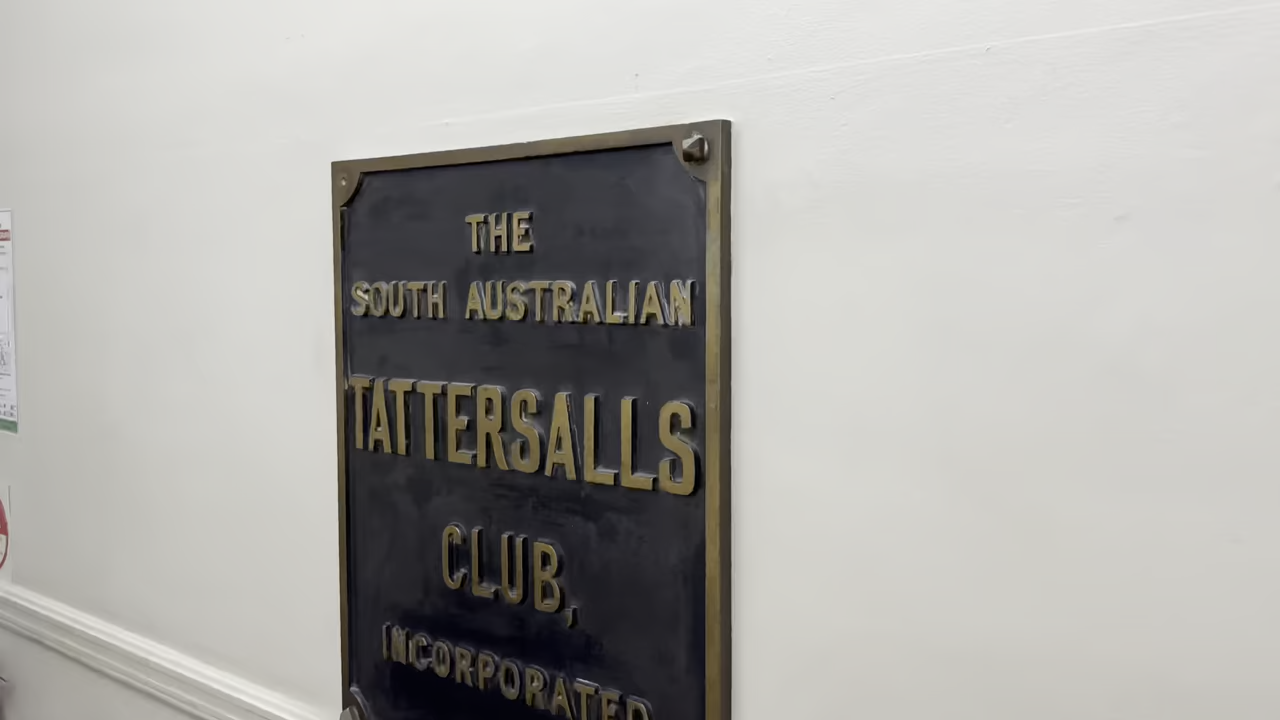 THE
SOUTH AUSTRALIAN
TATTERSALLS
CLUB,
INCORPORATED